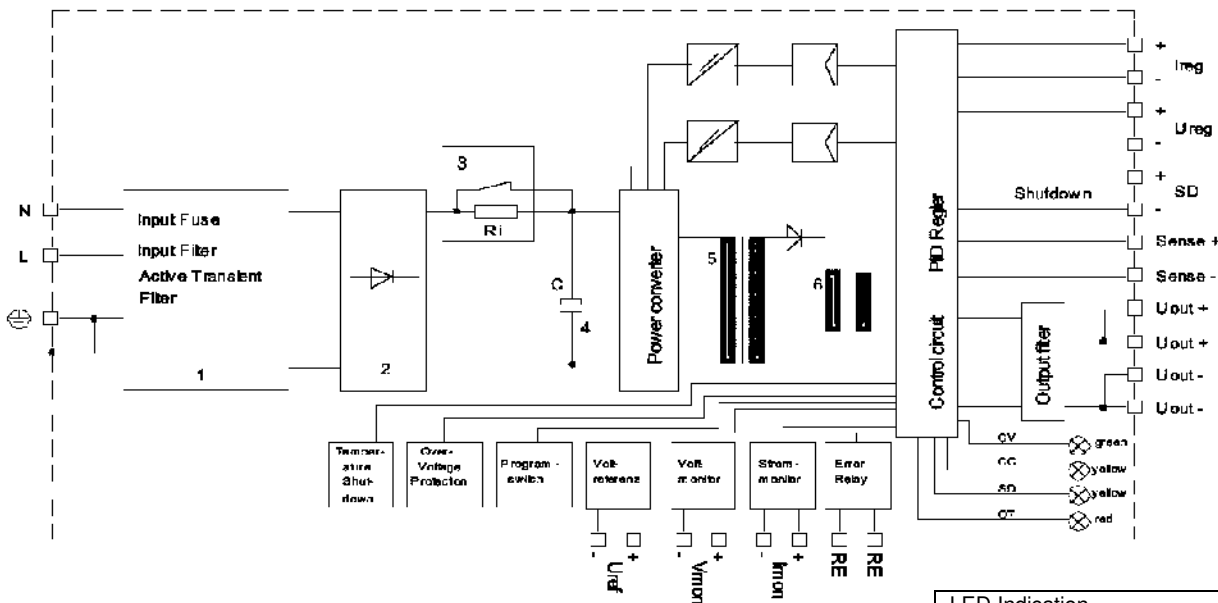 +
Ireg
-
+
Ureg
-
+
SD
-
Shutdown
Sense +
Sense -
Uout +
Uout +
Uout -
Uout -
N
L
Input Fuse
Input Filter
Active Transient
Filter
1
2
3
Ri
C
4
Power converter
5
6
PID Regler
Control circuit
Output filter
CV
green
CC
yellow
SD
yellow
OT
red
Temper-
ature
Shut-
down
Over-
Voltage
Protection
Program-
switch
Volt-
referenz
Volt-
monitor
Strom-
monitor
Error
Relay
- +
Uref
- +
Vmon
- +
Imon
RE
RE
LED Indication